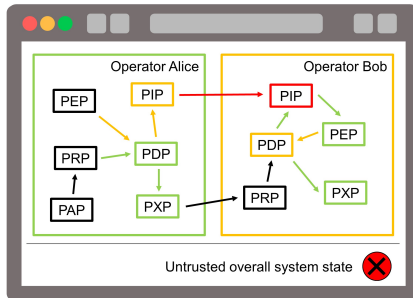 Operator Alice
PEP
PIP
PRP
PDP
PAP
PXP
Operator Bob
PIP
PEP
PDP
PXP
PRP
Untrusted overall system state